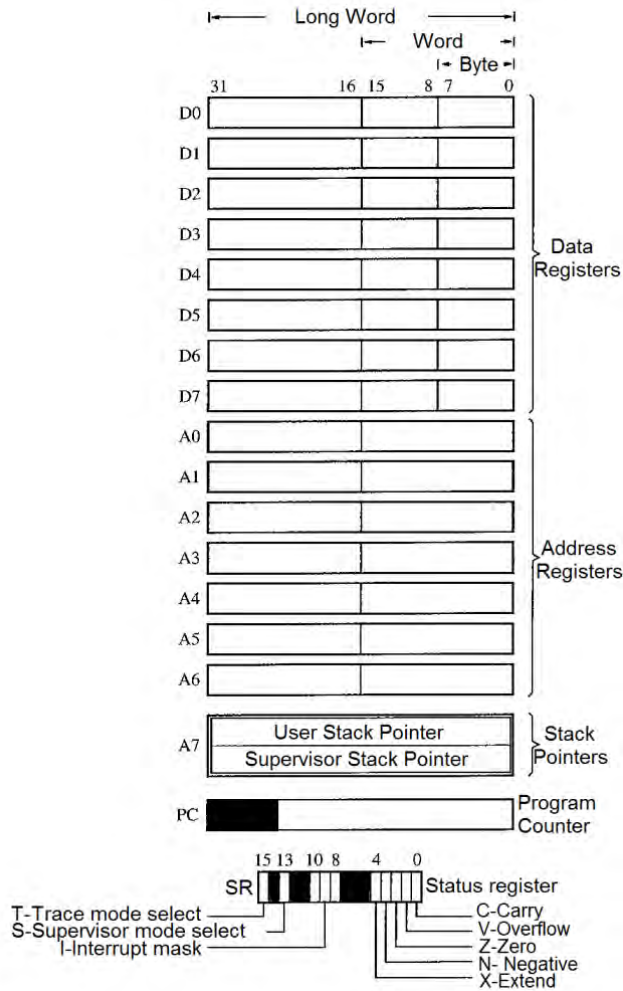 Long Word
Word
Byte
31 16 15 8 7 0
D0
D1
D2
D3
Data
Registers
D4
D5
D6
D7
A0
A1
A2
A3
Address
Registers
A4
A5
A6
User Stack Pointer
A7
Supervisor Stack Pointer
Stack
Pointers
PC
Program
Counter
15 13 10 8 4 0
SR
Status register
T-Trace mode select
S-Supervisor mode select
I-Interrupt mask
C-Carry
V-Overflow
Z-Zero
N- Negative
X-Extend